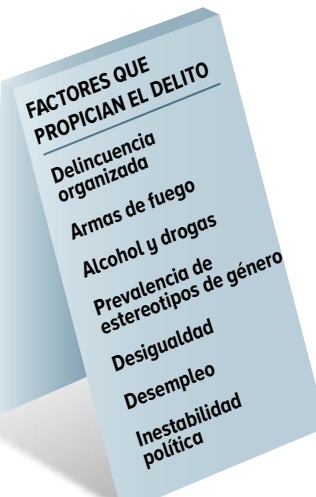 FACTORES QUE
PROPICIAN EL DELITO
Delincuencia
organizada
Armas de fuego
Alcohol y drogas
Prevalencia de
estereotipos de género
Desigualdad
Desempleo
Inestabilidad
política